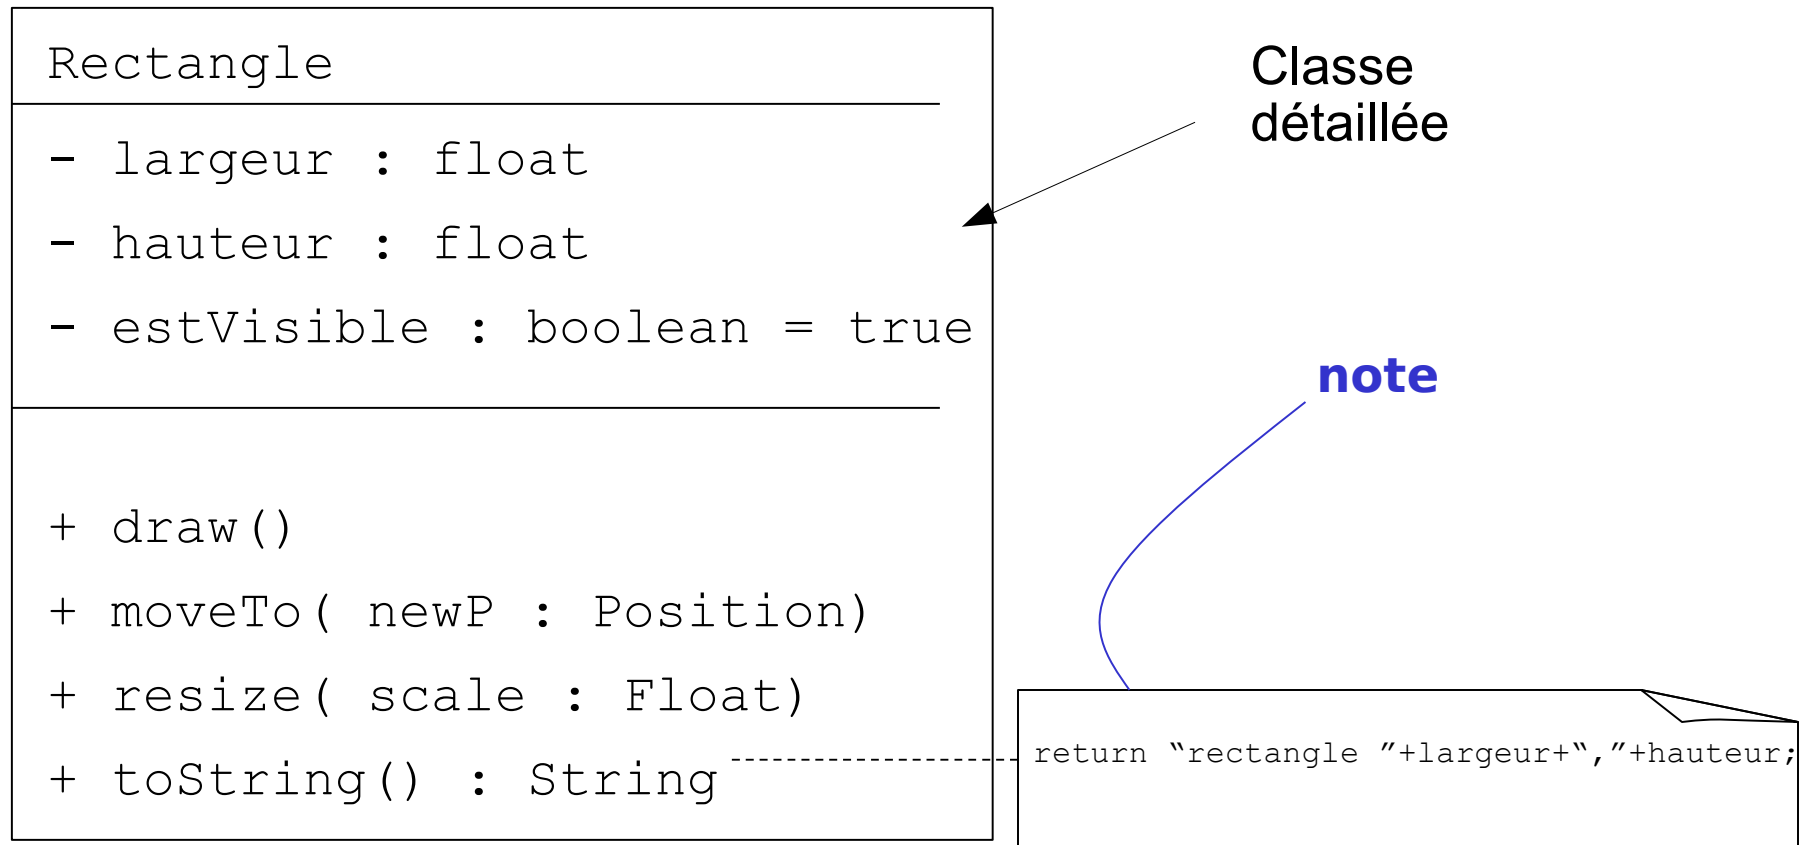 Rectangle
- largeur : float
- hauteur : float
- estVisible : boolean = true
+ draw()
+ moveTo( newP : Position)
+ resize( scale : Float)
+ toString() : String
Classe
détaillée
note
return “rectangle ”+largeur+“,”+hauteur;